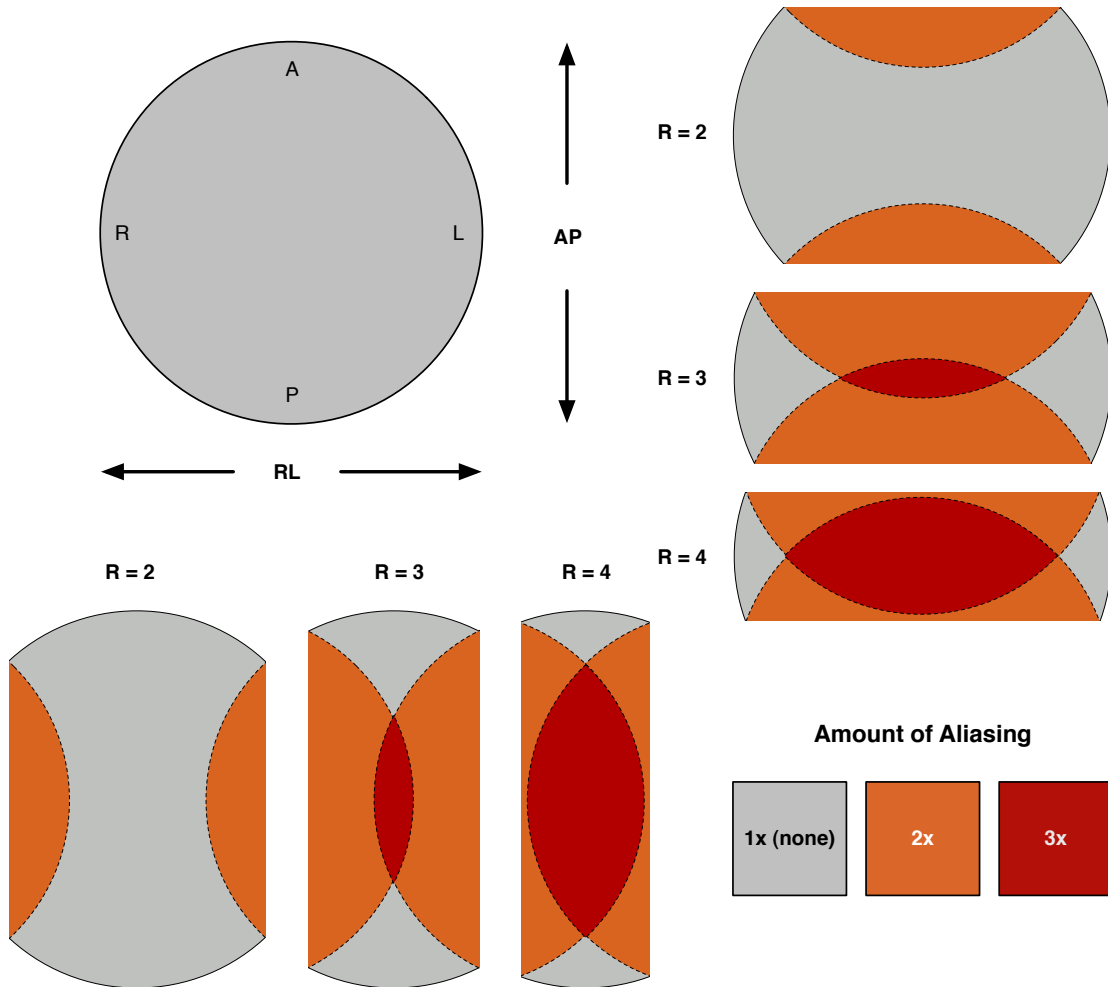 A
R
L
P
AP
RL
R = 2
R = 3
R = 4
R = 2
R = 3
R = 4
Amount of Aliasing
1x (none)
2x
3x